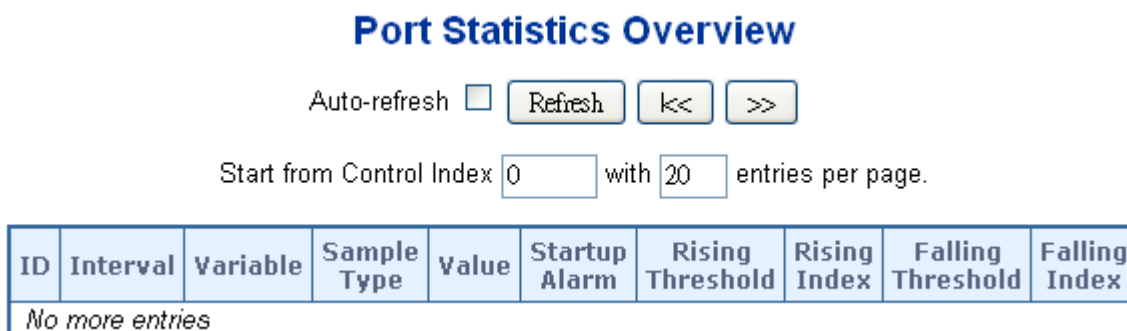 Port Statistics Overview
Auto-refresh Refresh k<< >>
Start from Control Index 0 with 20 entries per page.
ID Interval Variable Sample Type Value Startup Alarm Rising Threshold Rising Index Falling Threshold Falling Index
No more entries